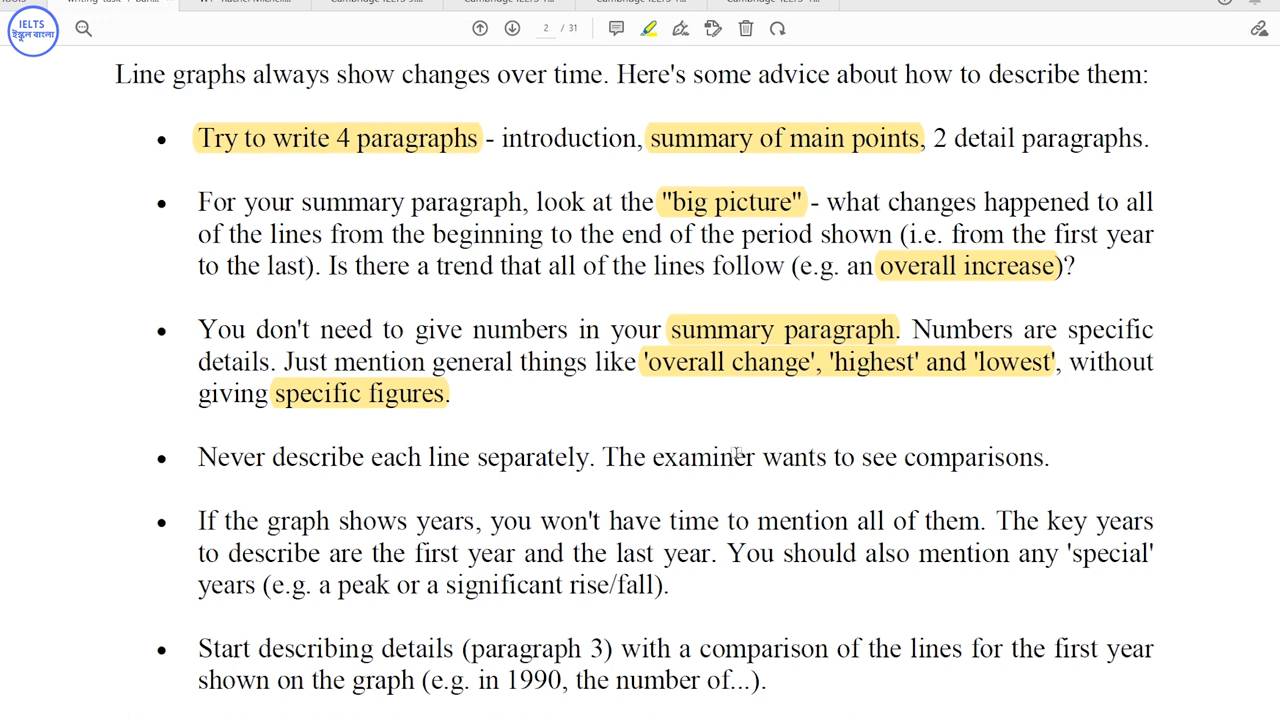 IELTS
ইস্কুল বাংলা
2 / 31
Line graphs always show changes over time. Here's some advice about how to describe them:
• Try to write 4 paragraphs - introduction, summary of main points, 2 detail paragraphs.
• For your summary paragraph, look at the "big picture" - what changes happened to all
of the lines from the beginning to the end of the period shown (i.e. from the first year
to the last). Is there a trend that all of the lines follow (e.g. an overall increase)?
• You don't need to give numbers in your summary paragraph. Numbers are specific
details. Just mention general things like 'overall change', 'highest' and 'lowest', without
giving specific figures.
• Never describe each line separately. The examiner wants to see comparisons.
• If the graph shows years, you won't have time to mention all of them. The key years
to describe are the first year and the last year. You should also mention any 'special'
years (e.g. a peak or a significant rise/fall).
• Start describing details (paragraph 3) with a comparison of the lines for the first year
shown on the graph (e.g. in 1990, the number of...).